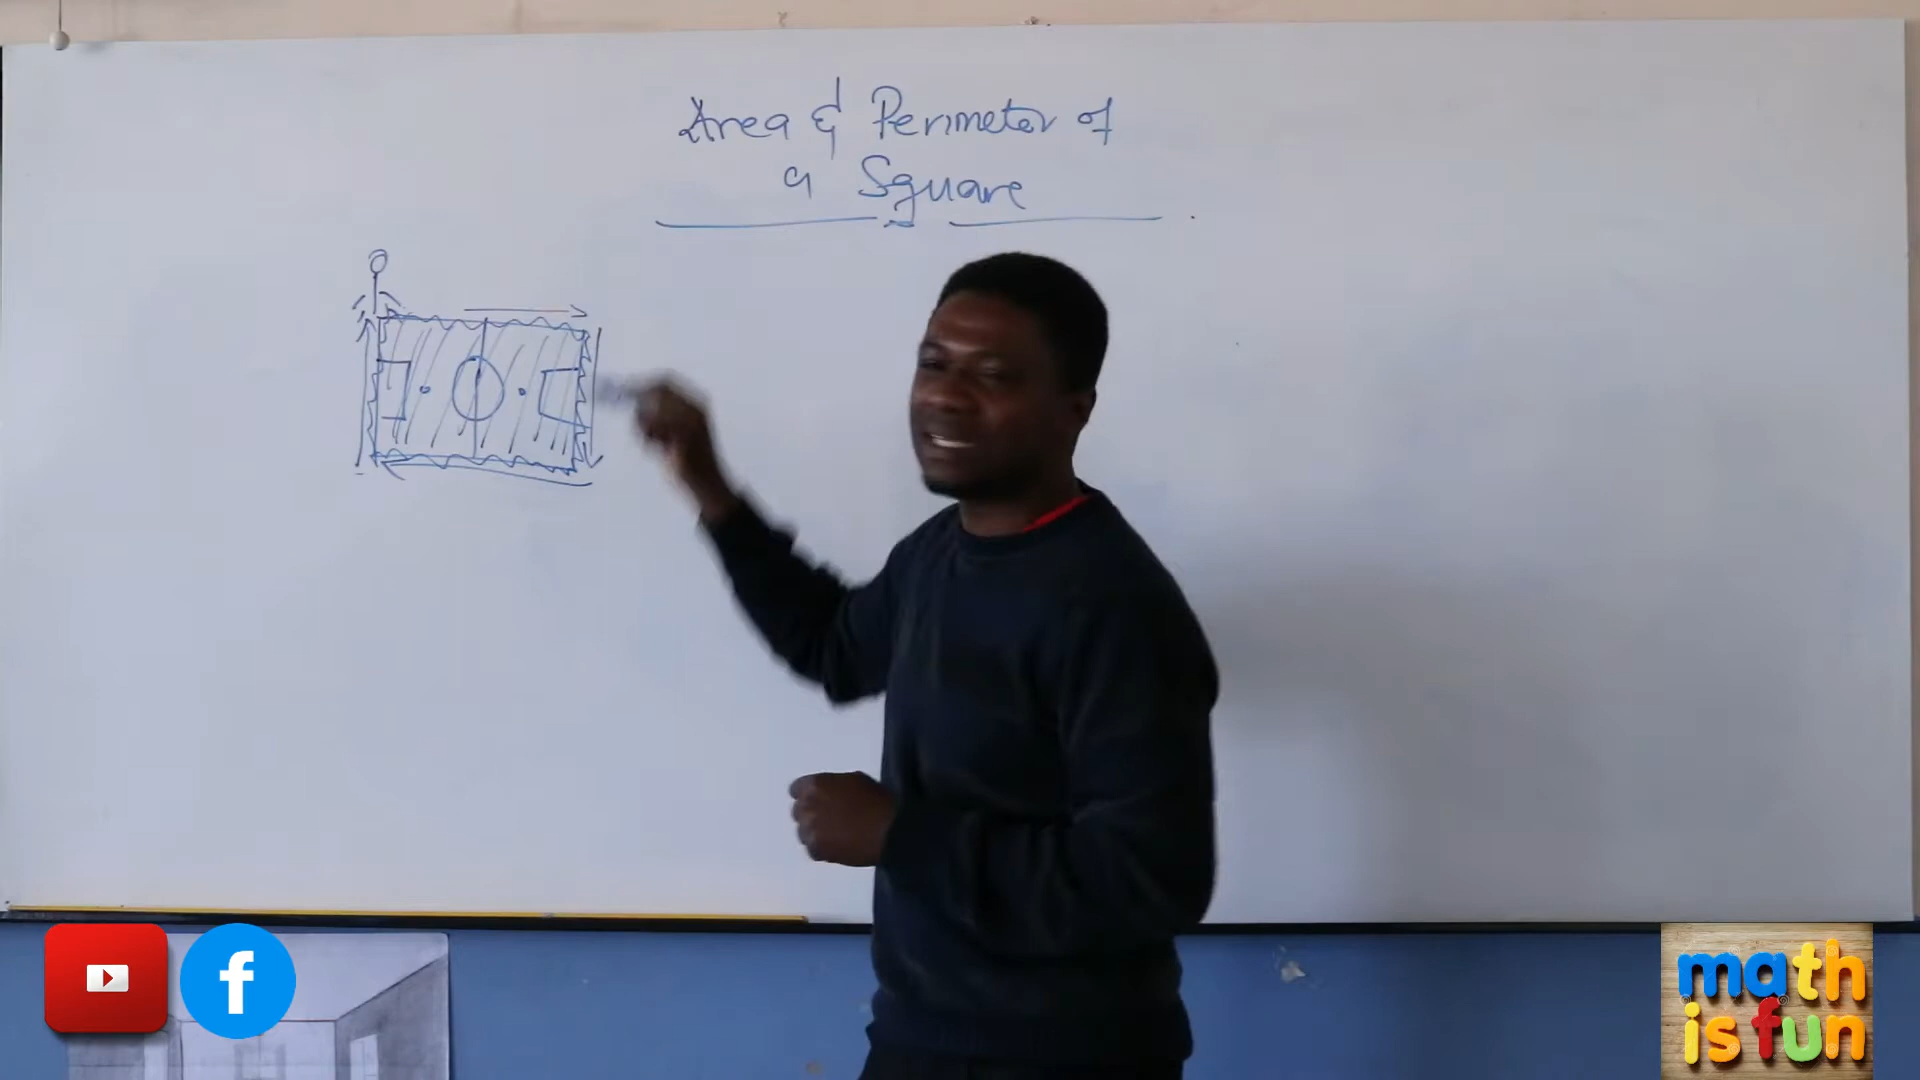 Area & Perimeter of
a Square
f
math
is fun